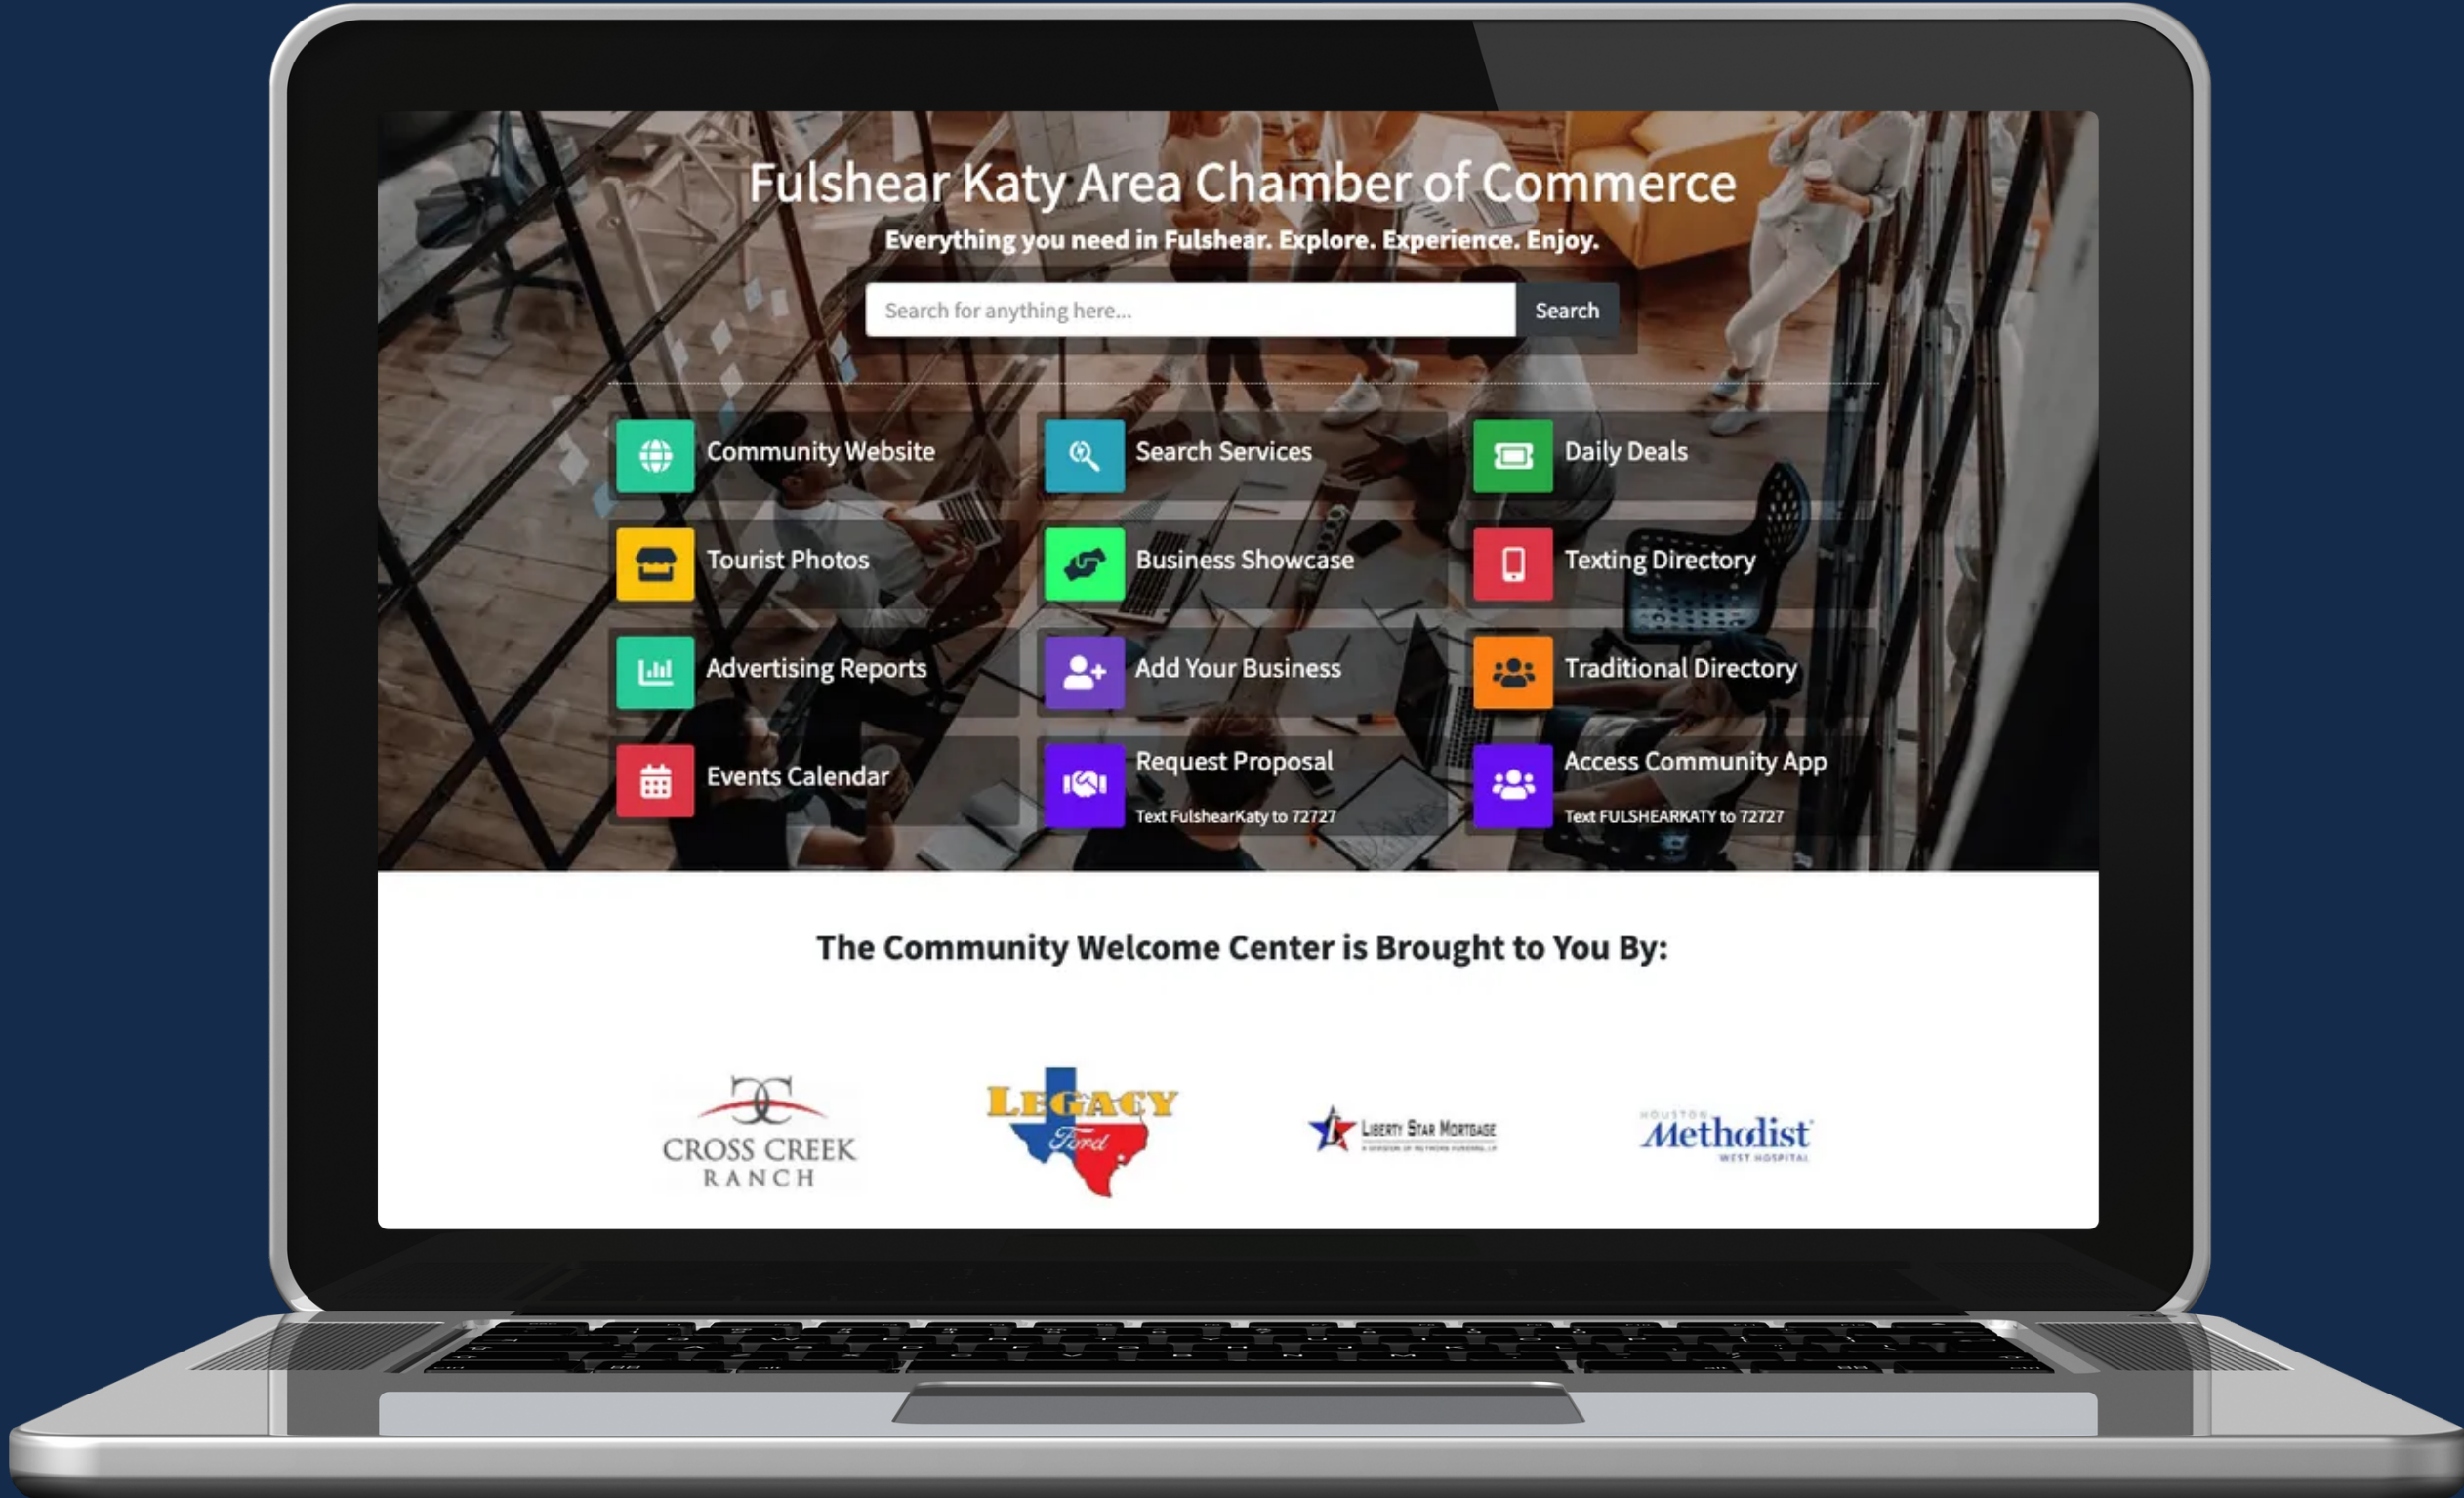 Fulshear Katy Area Chamber of Commerce
Everything you need in Fulshear. Explore. Experience. Enjoy.
Search for anything here...
Search
Community Website
Search Services
Daily Deals
Tourist Photos
Business Showcase
Texting Directory
Advertising Reports
Add Your Business
Traditional Directory
Events Calendar
Request Proposal
Text FulshearKaty to 72727
Access Community App
Text FULSHEARKATY to 72727
The Community Welcome Center is Brought to You By:
CROSS CREEK
RANCH
LEGACY
Ford
LIBERTY STAR MORTGAGE
HOUSTON
Methodist
WEST HOSPITAL